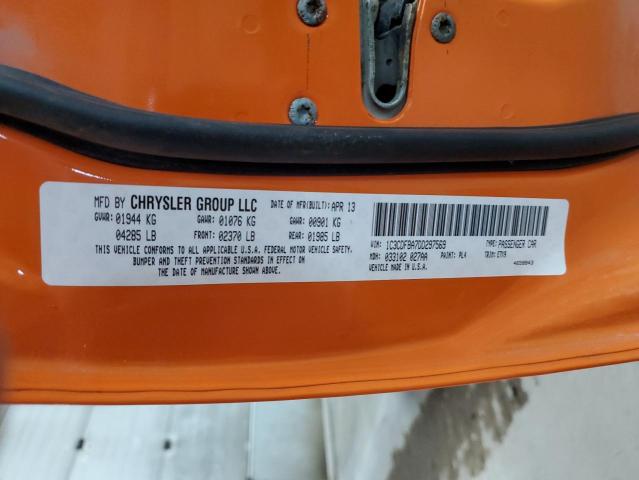 MFD BY CHRYSLER GROUP LLC DATE OF MFR(BUILT): APR 13
GVWR: 01944 KG GAWR: 01076 KG GAWR: 00901 KG
04285 LB FRONT: 02370 LB REAR: 01985 LB
THIS VEHICLE CONFORMS TO ALL APPLICABLE U.S.A. FEDERAL MOTOR VEHICLE SAFETY,
BUMPER AND THEFT PREVENTION STANDARDS IN EFFECT ON
THE DATE OF MANUFACTURE SHOWN ABOVE.
VIN: 1C3CDFBA7DD297569 TYPE: PASSENGER CAR
MDH: 033102 027AA PAINT: PL4 TRIM: ETX9
VEHICLE MADE IN U.S.A.